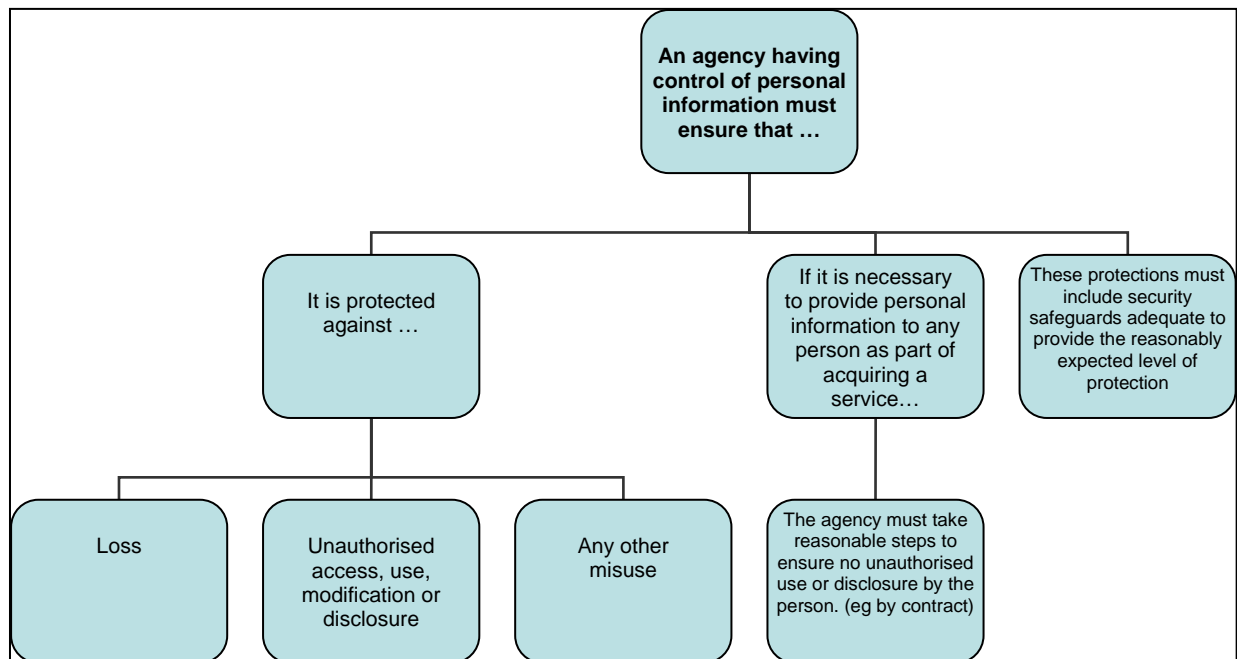 An agency having
control of personal
information must
ensure that …
It is protected
against …
If it is necessary
to provide personal
information to any
person as part of
acquiring a
service…
These protections must
include security
safeguards adequate to
provide the reasonably
expected level of
protection
Loss
Unauthorised
access, use,
modification or
disclosure
Any other
misuse
The agency must take
reasonable steps to
ensure no unauthorised
use or disclosure by the
person. (eg by contract)